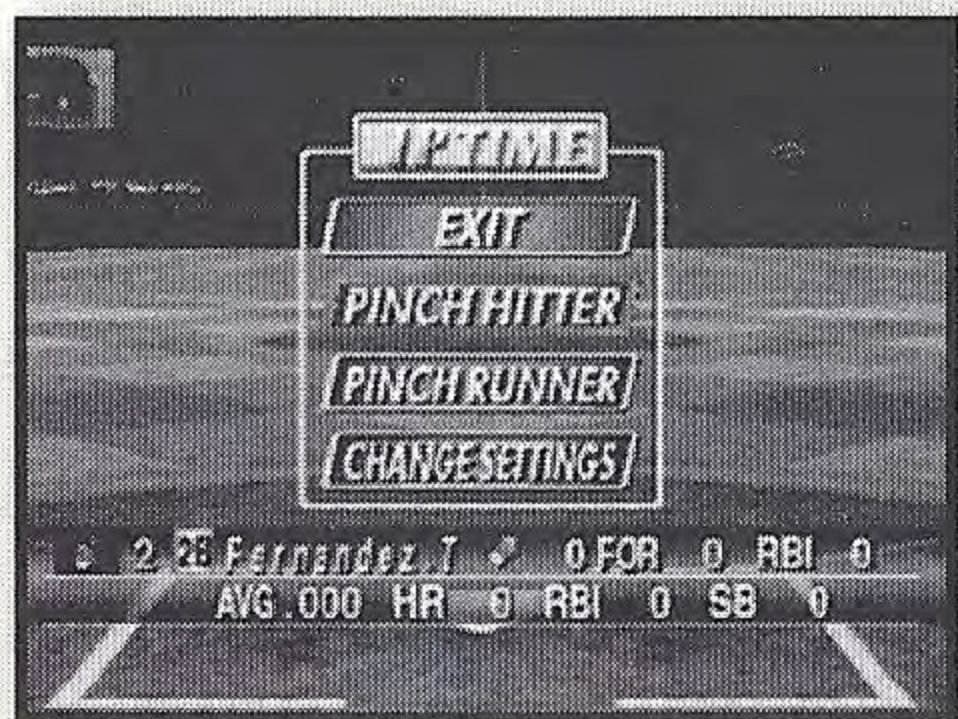 EXIT
PINCH HITTER
PINCH RUNNER
CHANGE SETTINGS
2 2B Fernandez.T 0 FOR 0 RBI 0
AVG .000 HR 0 RBI 0 SB 0